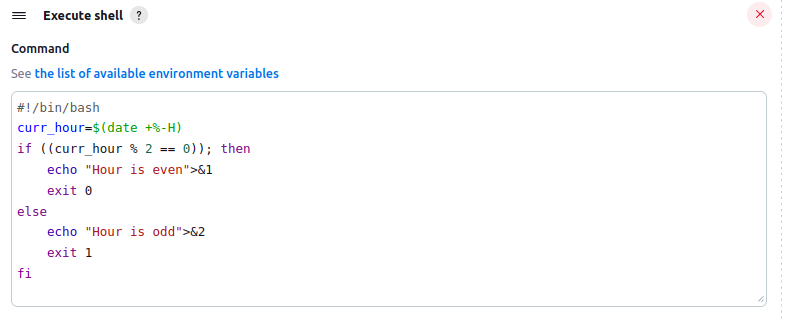 Execute shell ?
Command
See the list of available environment variables
#!/bin/bash
curr_hour=$(date +%-H)
if ((curr_hour % 2 == 0)); then
    echo "Hour is even">&1
    exit 0
else
    echo "Hour is odd">&2
    exit 1
fi